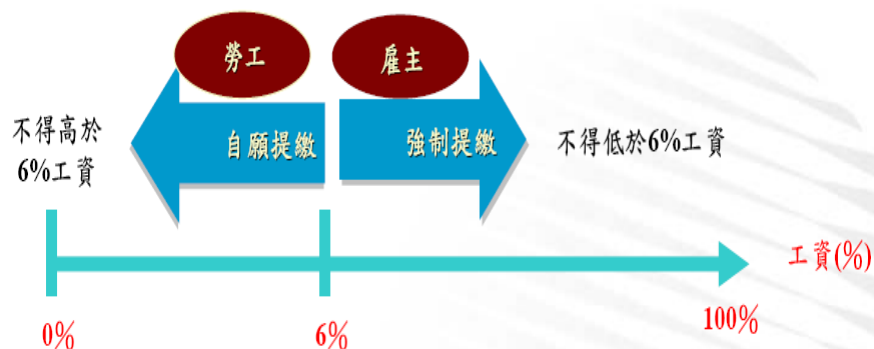 勞工
雇主
不得高於
6%工資
自願提繳
強制提繳
不得低於6%工資
工資(%)
0%
6%
100%